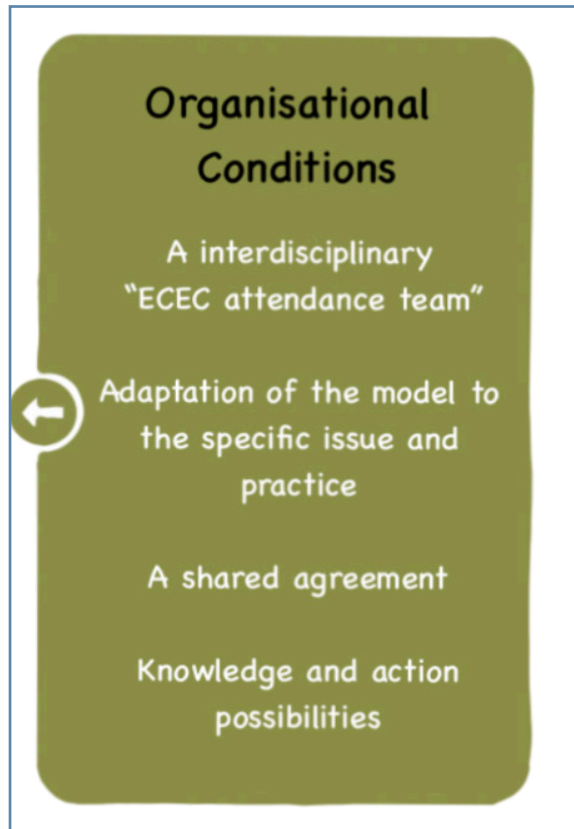 Organisational
Conditions
A interdisciplinary
“ECEC attendance team”
Adaptation of the model to
the specific issue and
practice
A shared agreement
Knowledge and action
possibilities